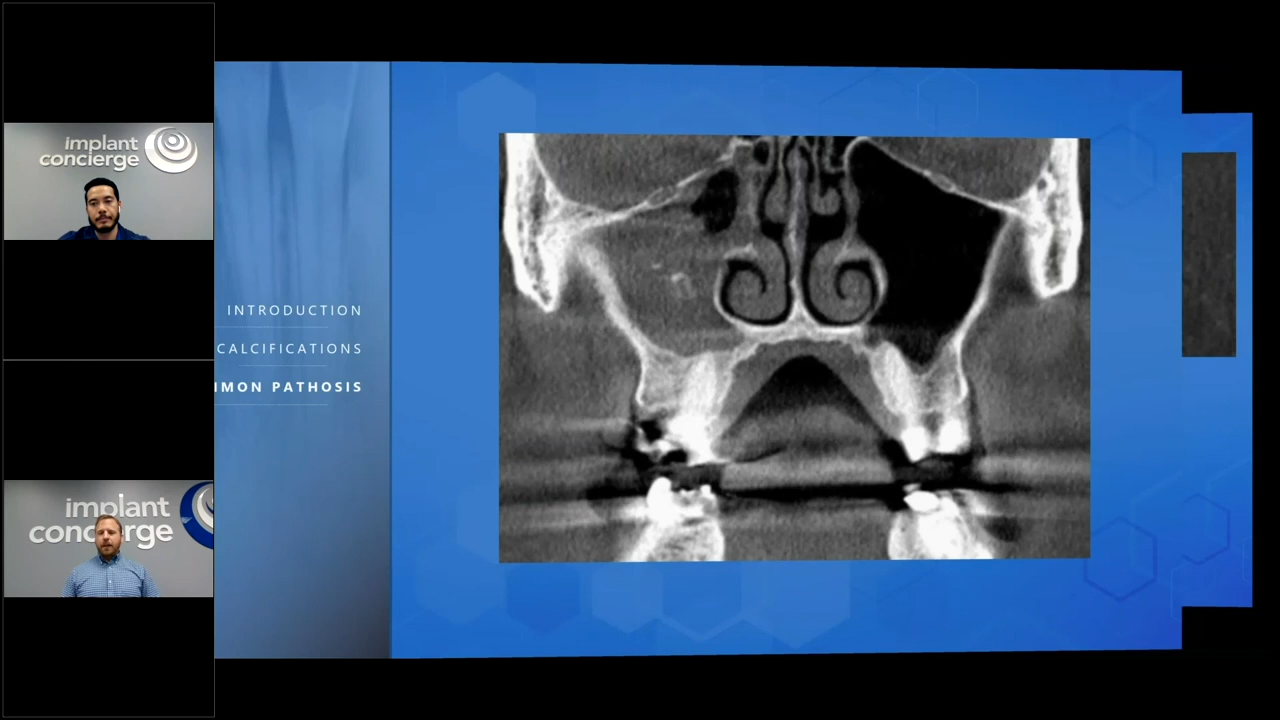 implant
concierge
INTRODUCTION
CALCIFICATIONS
MON PATHOSIS
implant
concierge